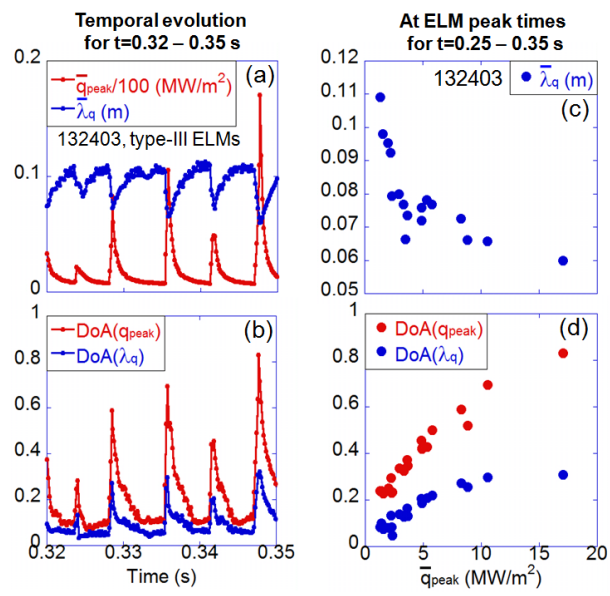 Temporal evolution
for t=0.32 – 0.35 s
At ELM peak times
for t=0.25 – 0.35 s
0.2
(a)
q̅peak/100 (MW/m²)
λ̅q (m)
132403, type-III ELMs
0.1
0
1
(b)
DoA(qpeak)
DoA(λq)
0.8
0.6
0.4
0.2
0
0.32
0.33
0.34
0.35
Time (s)
0.12
132403
λ̅q (m)
(c)
0.11
0.1
0.09
0.08
0.07
0.06
0.05
1
DoA(qpeak)
DoA(λq)
(d)
0.8
0.6
0.4
0.2
0
0
5
10
15
20
q̅peak (MW/m²)